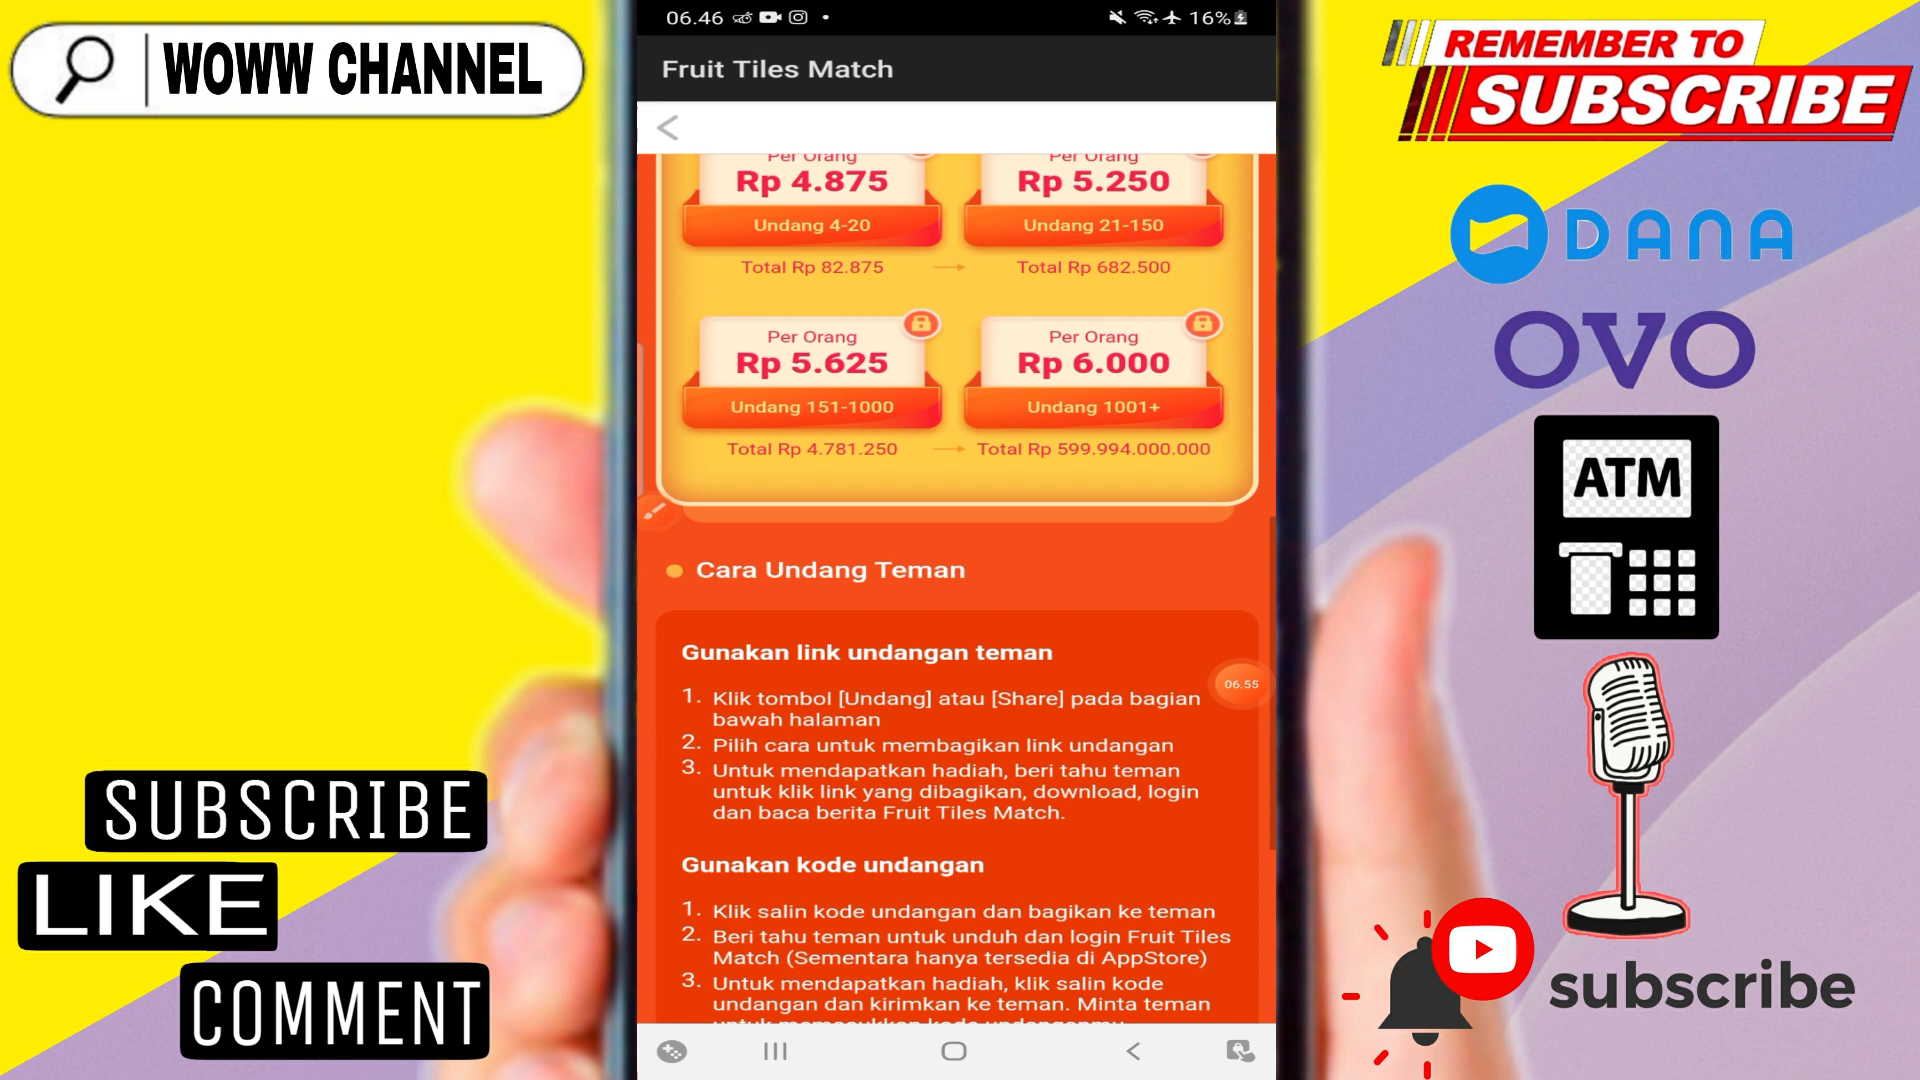 WOWW CHANNEL
06.46
16%
Fruit Tiles Match
Per Orang
Rp 4.875
Undang 4-20
Total Rp 82.875
Per Orang
Rp 5.250
Undang 21-150
Total Rp 682.500
Per Orang
Rp 5.625
Undang 151-1000
Total Rp 4.781.250
Per Orang
Rp 6.000
Undang 1001+
Total Rp 599.994.000.000
Cara Undang Teman
Gunakan link undangan teman
1. Klik tombol [Undang] atau [Share] pada bagian
bawah halaman
2. Pilih cara untuk membagikan link undangan
3. Untuk mendapatkan hadiah, beri tahu teman
untuk klik link yang dibagikan, download, login
dan baca berita Fruit Tiles Match.
06.55
Gunakan kode undangan
1. Klik salin kode undangan dan bagikan ke teman
2. Beri tahu teman untuk unduh dan login Fruit Tiles
Match (Sementara hanya tersedia di AppStore)
3. Untuk mendapatkan hadiah, klik salin kode
undangan dan kirimkan ke teman. Minta teman
SUBSCRIBE
LIKE
COMMENT
REMEMBER TO
SUBSCRIBE
DANA
OVO
ATM
subscribe